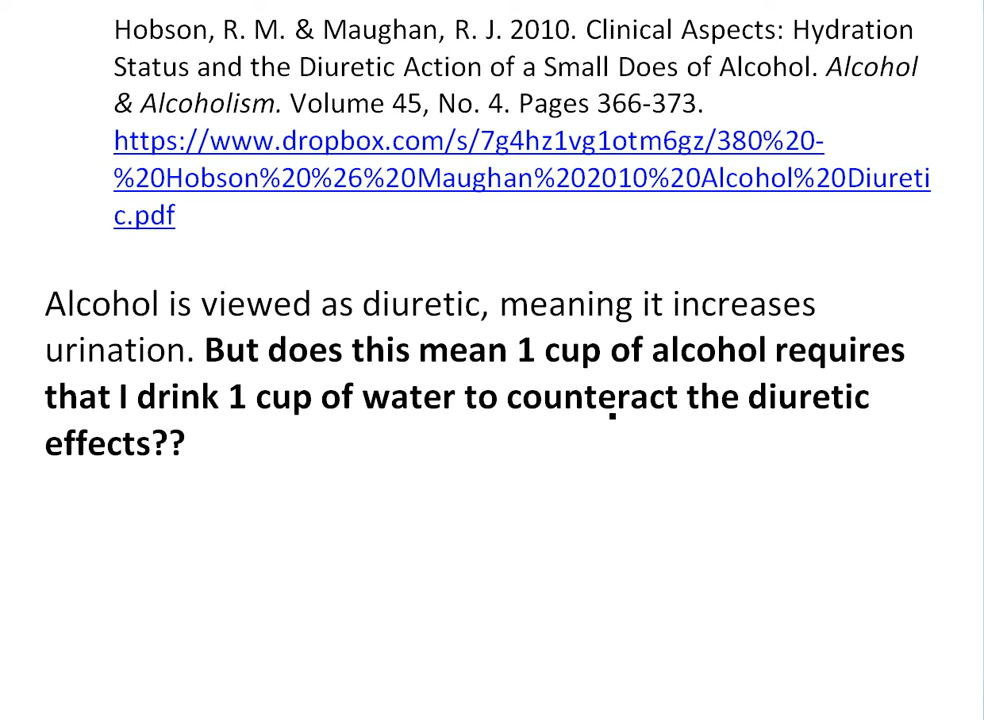 Hobson, R. M. & Maughan, R. J. 2010. Clinical Aspects: Hydration
Status and the Diuretic Action of a Small Does of Alcohol. Alcohol
& Alcoholism. Volume 45, No. 4. Pages 366-373.
https://www.dropbox.com/s/7g4hz1vg1otm6gz/380%20-
%20Hobson%20%26%20Maughan%202010%20Alcohol%20Diureti
c.pdf
Alcohol is viewed as diuretic, meaning it increases
urination. But does this mean 1 cup of alcohol requires
that I drink 1 cup of water to counteract the diuretic
effects??